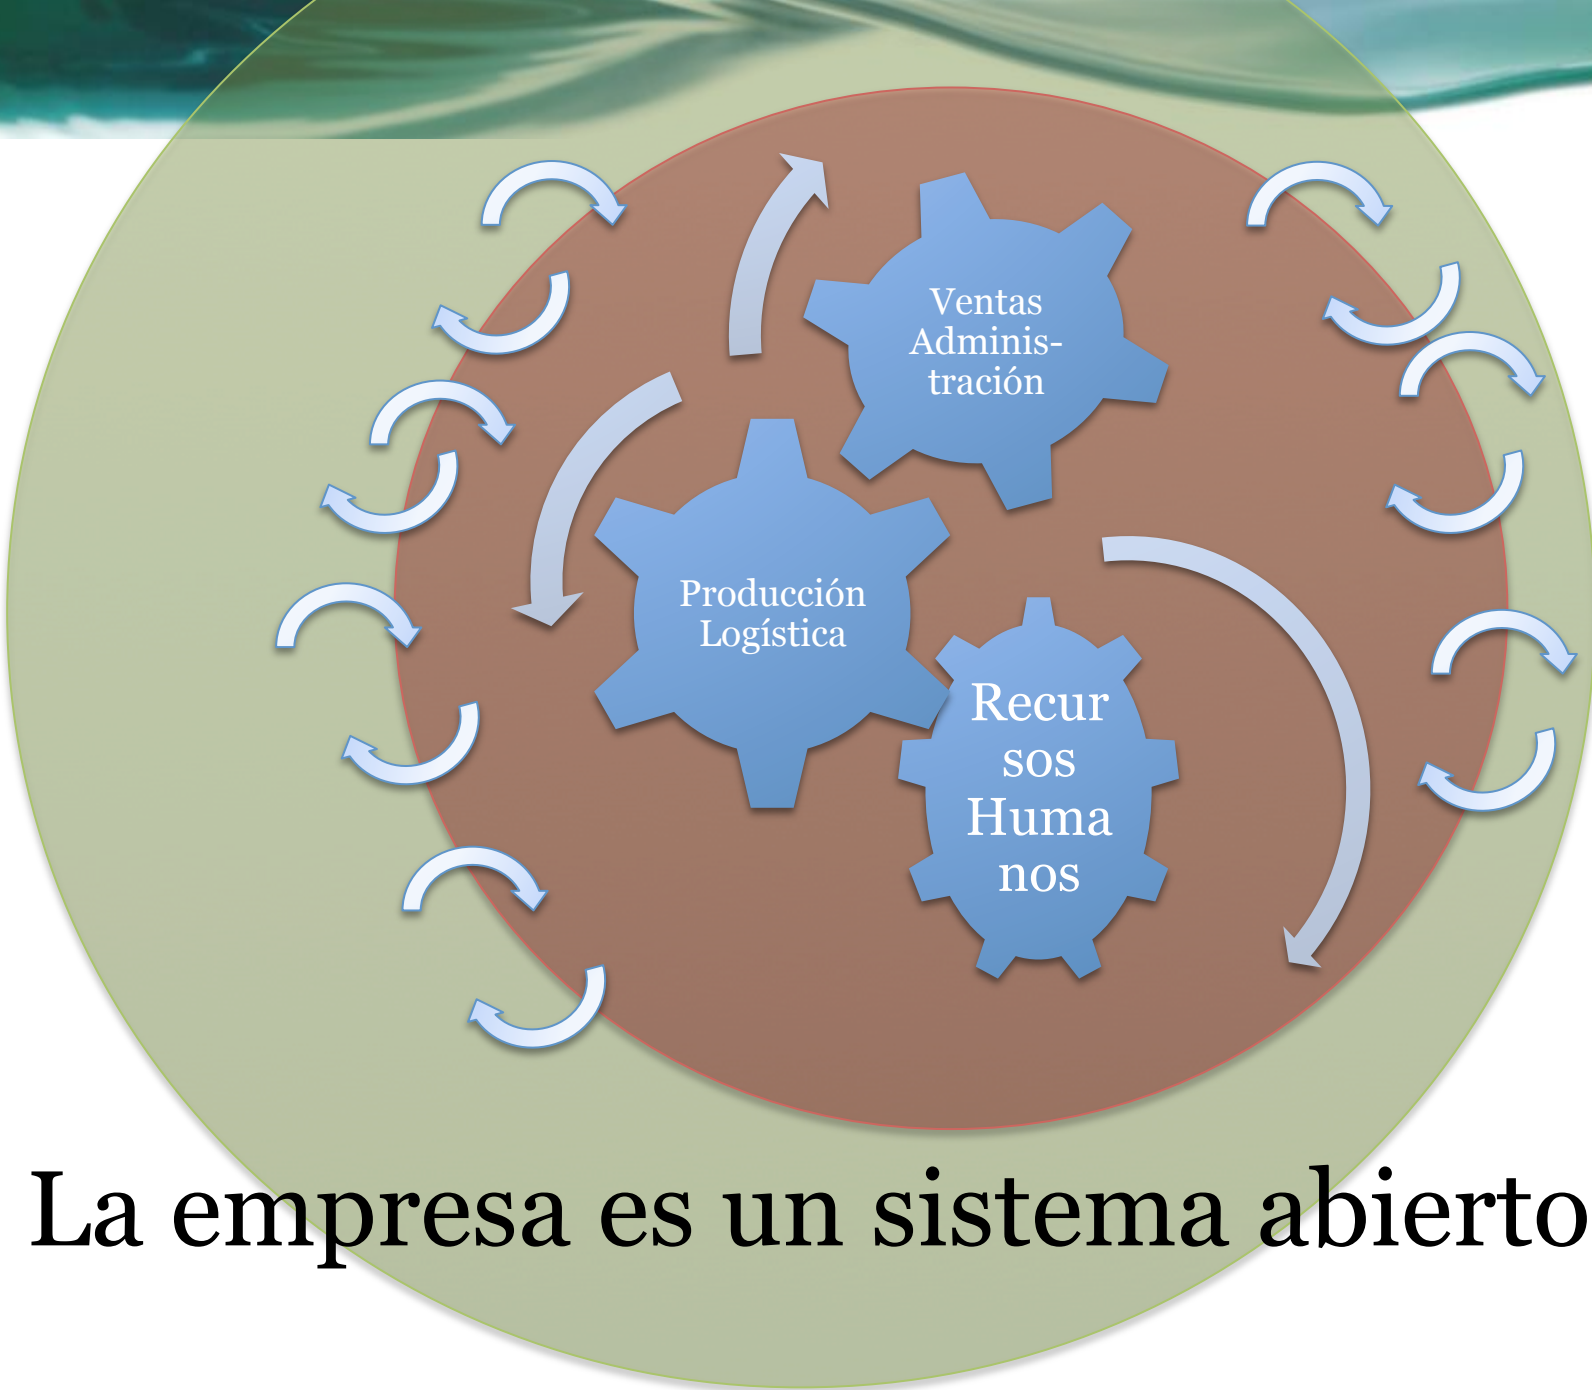 Ventas
Adminis-
tración
Producción
Logística
Recur
sos
Huma
nos
La empresa es un sistema abierto